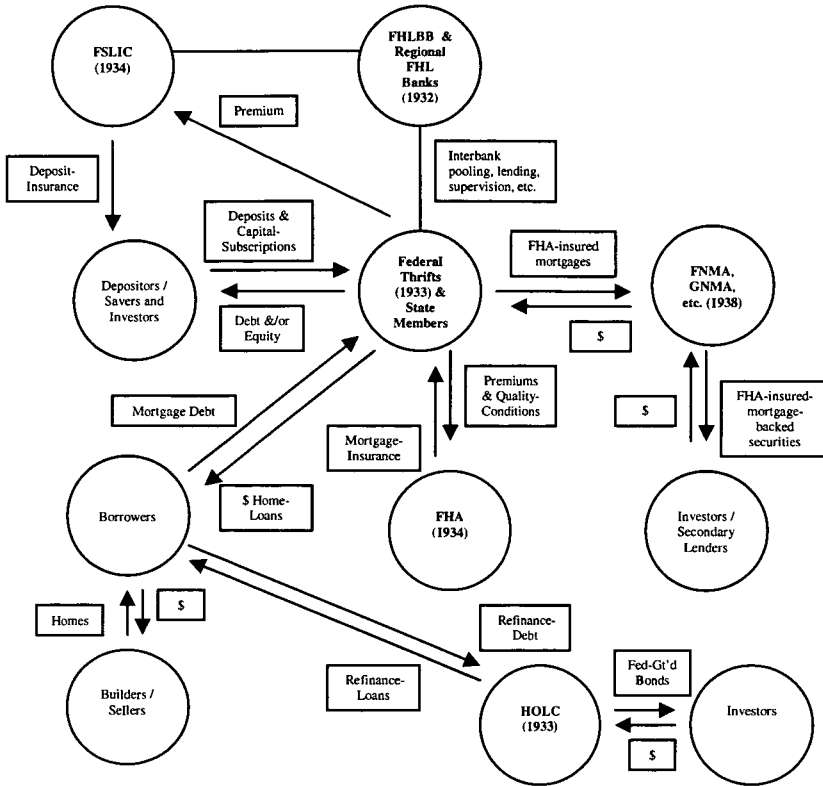 FSLIC
(1934)
FHLBB &
Regional
FHL
Banks
(1932)
Premium
Interbank
pooling, lending,
supervision, etc.
Deposit-
Insurance
Deposits &
Capital-
Subscriptions
Depositors /
Savers and
Investors
Debt &/or
Equity
Federal
Thrifts
(1933) &
State
Members
FHA-insured
mortgages
$
FNMA,
GNMA,
etc. (1938)
Mortgage Debt
Premiums
& Quality-
Conditions
Mortgage-
Insurance
$
FHA-insured-
mortgage-
backed
securities
Borrowers
$ Home-
Loans
FHA
(1934)
Investors /
Secondary
Lenders
Homes
$
Refinance-
Debt
Refinance-
Loans
Builders /
Sellers
HOLC
(1933)
Fed-Gt'd
Bonds
$
Investors